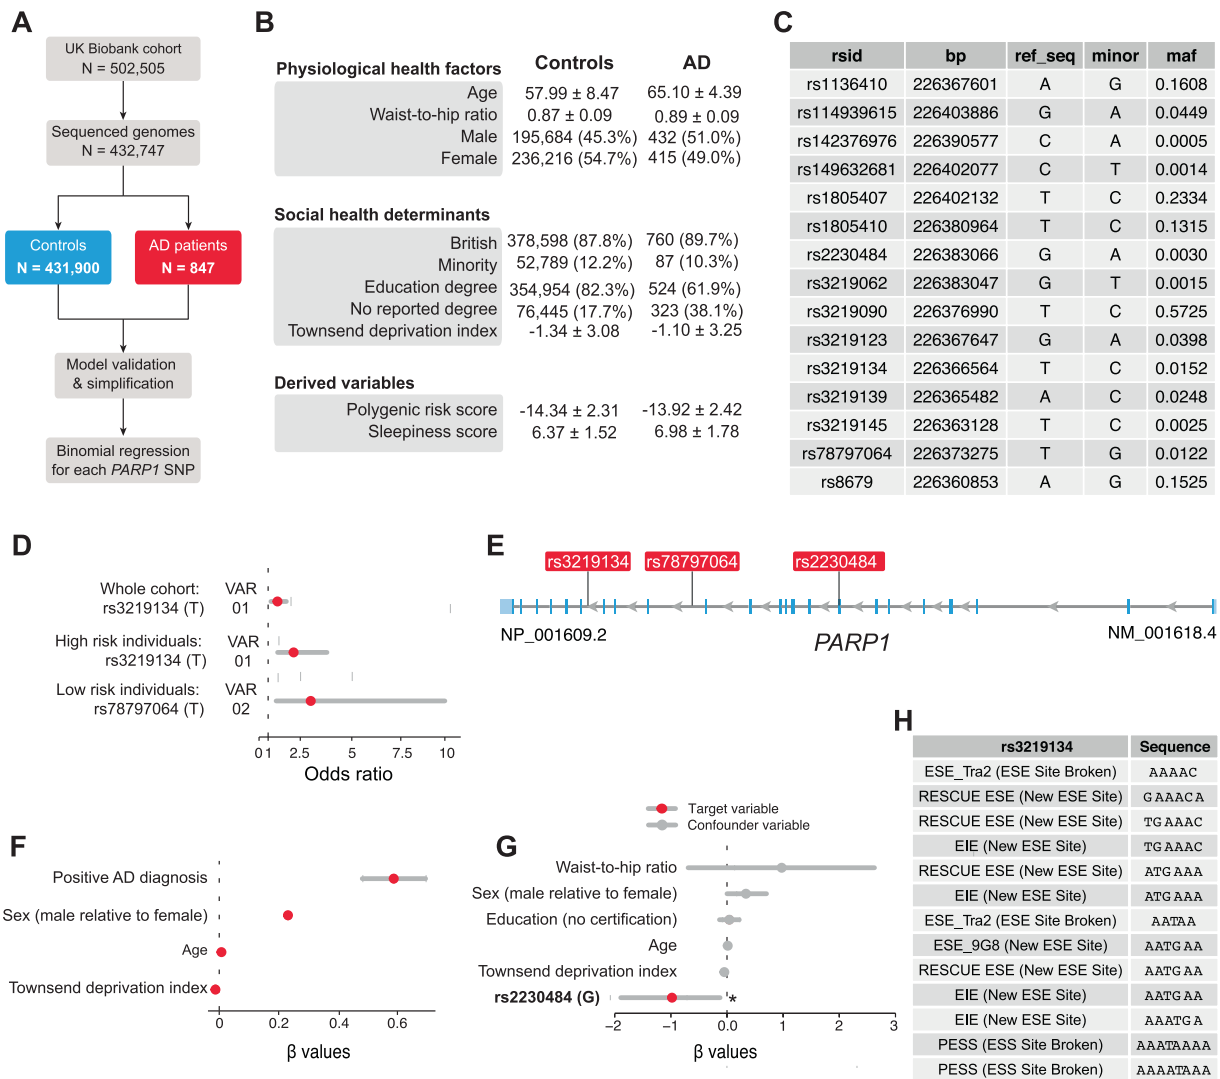 A
UK Biobank cohort
N = 502,505
Sequenced genomes
N = 432,747
Controls
N = 431,900
AD patients
N = 847
Model validation
& simplification
Binomial regression
for each PARP1 SNP
B
Controls AD
Physiological health factors
Age 57.99 ± 8.47 65.10 ± 4.39
Waist-to-hip ratio 0.87 ± 0.09 0.89 ± 0.09
Male 195,684 (45.3%) 432 (51.0%)
Female 236,216 (54.7%) 415 (49.0%)
Social health determinants
British 378,598 (87.8%) 760 (89.7%)
Minority 52,789 (12.2%) 87 (10.3%)
Education degree 354,954 (82.3%) 524 (61.9%)
No reported degree 76,445 (17.7%) 323 (38.1%)
Townsend deprivation index -1.34 ± 3.08 -1.10 ± 3.25
Derived variables
Polygenic risk score -14.34 ± 2.31 -13.92 ± 2.42
Sleepiness score 6.37 ± 1.52 6.98 ± 1.78
C
rsid bp ref_seq minor maf
rs1136410 226367601 A G 0.1608
rs114939615 226403886 G A 0.0449
rs142376976 226390577 C A 0.0005
rs149632681 226402077 C T 0.0014
rs1805407 226402132 T C 0.2334
rs1805410 226380964 T C 0.1315
rs2230484 226383066 G A 0.0030
rs3219062 226383047 G T 0.0015
rs3219090 226376990 T C 0.5725
rs3219123 226367647 G A 0.0398
rs3219134 226366564 T C 0.0152
rs3219139 226365482 A C 0.0248
rs3219145 226363128 T C 0.0025
rs78797064 226373275 T G 0.0122
rs8679 226360853 A G 0.1525
D
Whole cohort:
rs3219134 (T)
VAR
01
High risk individuals:
rs3219134 (T)
VAR
01
Low risk individuals:
rs78797064 (T)
VAR
02
0 1 2.5 5 7.5 10
Odds ratio
E
rs3219134 rs78797064 rs2230484
NP_001609.2 PARP1 NM_001618.4
F
Positive AD diagnosis
Sex (male relative to female)
Age
Townsend deprivation index
0 0.2 0.4 0.6
β values
G
Target variable
Confounder variable
Waist-to-hip ratio
Sex (male relative to female)
Education (no certification)
Age
Townsend deprivation index
rs2230484 (G) *
-2 -1 0.0 2 3
β values
H
rs3219134 Sequence
ESE_Tra2 (ESE Site Broken) AAAAC
RESCUE ESE (New ESE Site) GAAACA
RESCUE ESE (New ESE Site) TGAAAC
EIE (New ESE Site) TGAAAC
RESCUE ESE (New ESE Site) ATGAAA
EIE (New ESE Site) ATGAAA
ESE_Tra2 (ESE Site Broken) AATAA
ESE_9G8 (New ESE Site) AATGAA
RESCUE ESE (New ESE Site) AATGAA
EIE (New ESE Site) AATGAA
EIE (New ESE Site) AAATGA
PESS (ESS Site Broken) AAATAAAA
PESS (ESS Site Broken) AAAATAAA